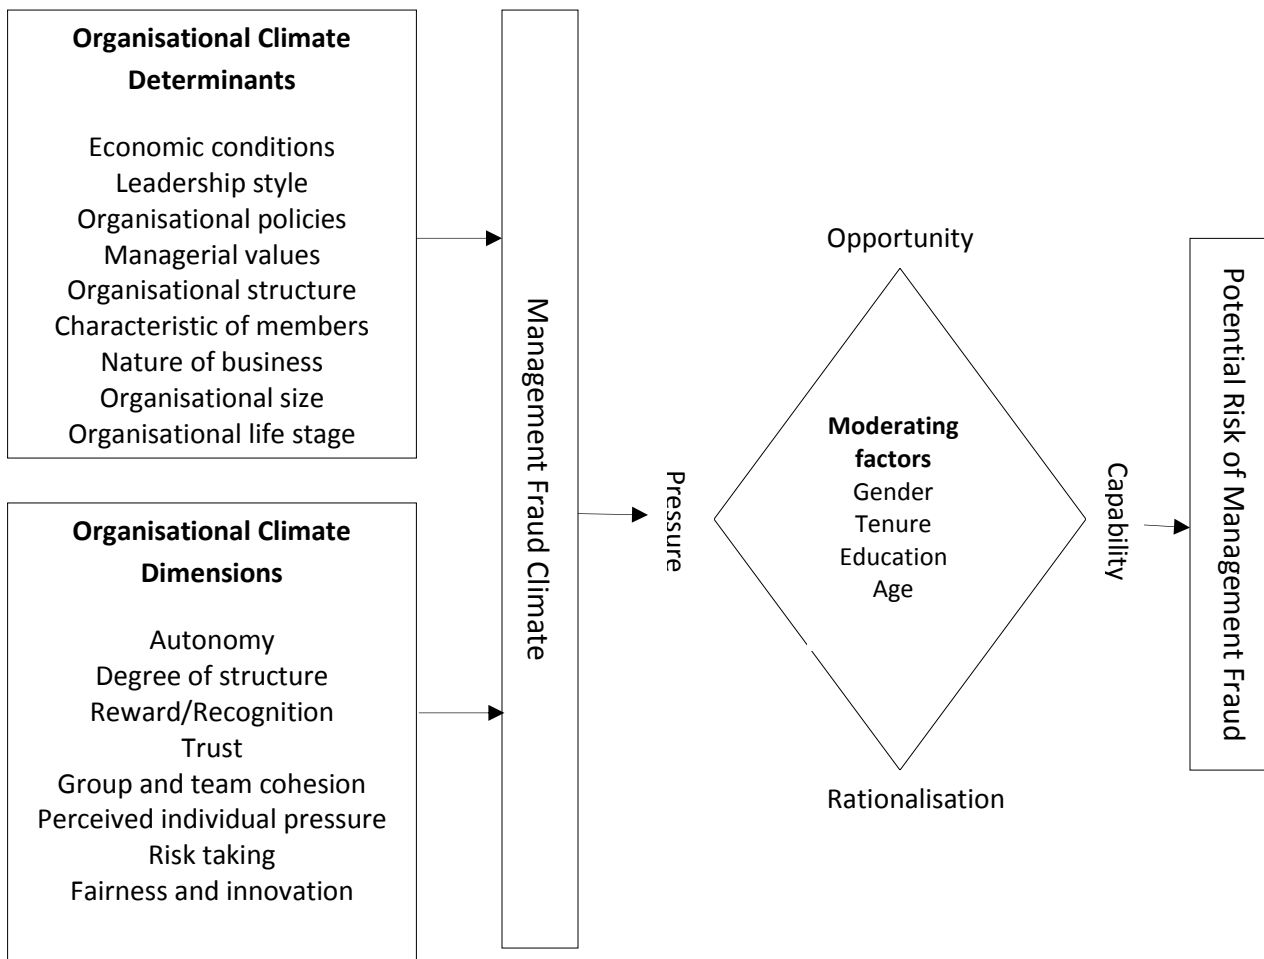 Organisational Climate
Determinants
Economic conditions
Leadership style
Organisational policies
Managerial values
Organisational structure
Characteristic of members
Nature of business
Organisational size
Organisational life stage
Organisational Climate
Dimensions
Autonomy
Degree of structure
Reward/Recognition
Trust
Group and team cohesion
Perceived individual pressure
Risk taking
Fairness and innovation
Management Fraud Climate
Pressure
Opportunity
Moderating
factors
Gender
Tenure
Education
Age
Rationalisation
Capability
Potential Risk of Management Fraud